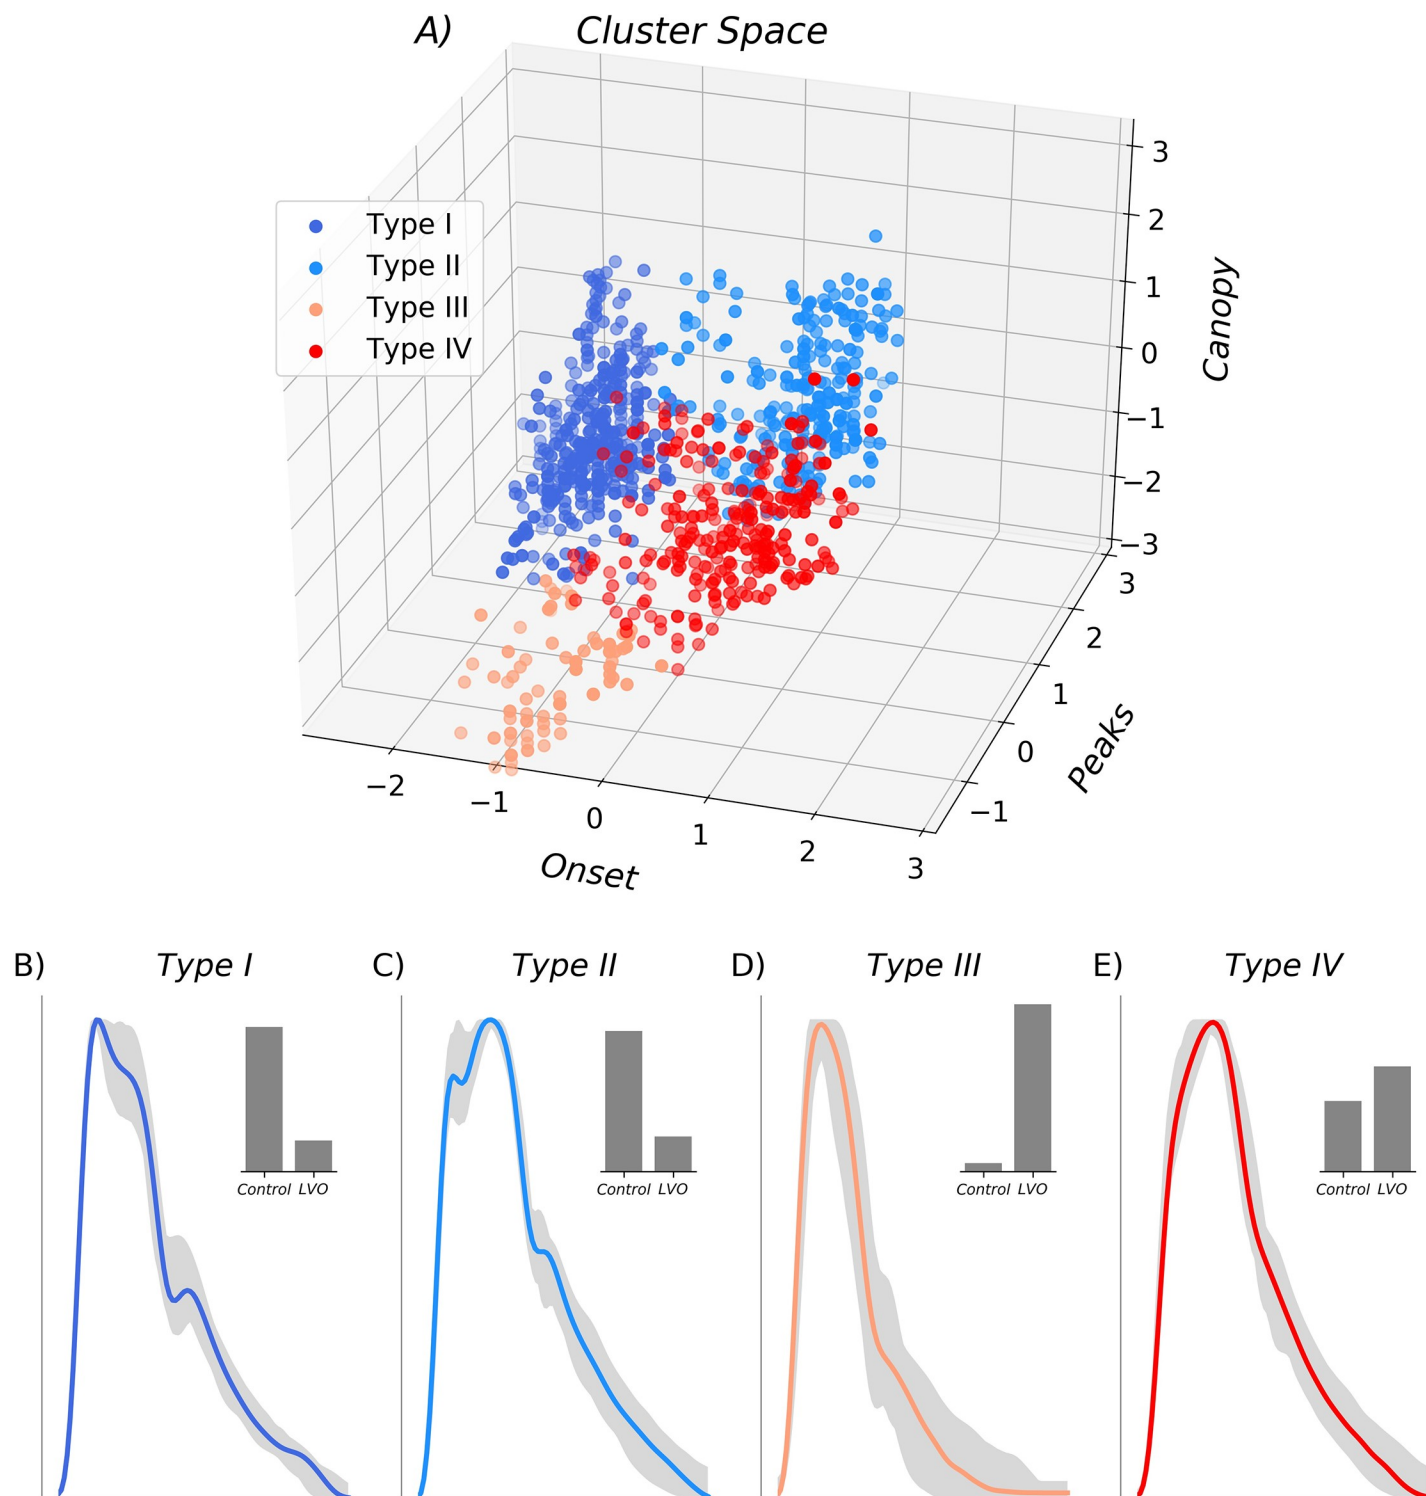 A) Cluster Space
Type I
Type II
Type III
Type IV
3
2
1
0
−1
−2
−3
Canopy
3
2
1
0
−1
Peaks
−2
−1
0
1
2
3
Onset
B) Type I
Control LVO
C) Type II
Control LVO
D) Type III
Control LVO
E) Type IV
Control LVO